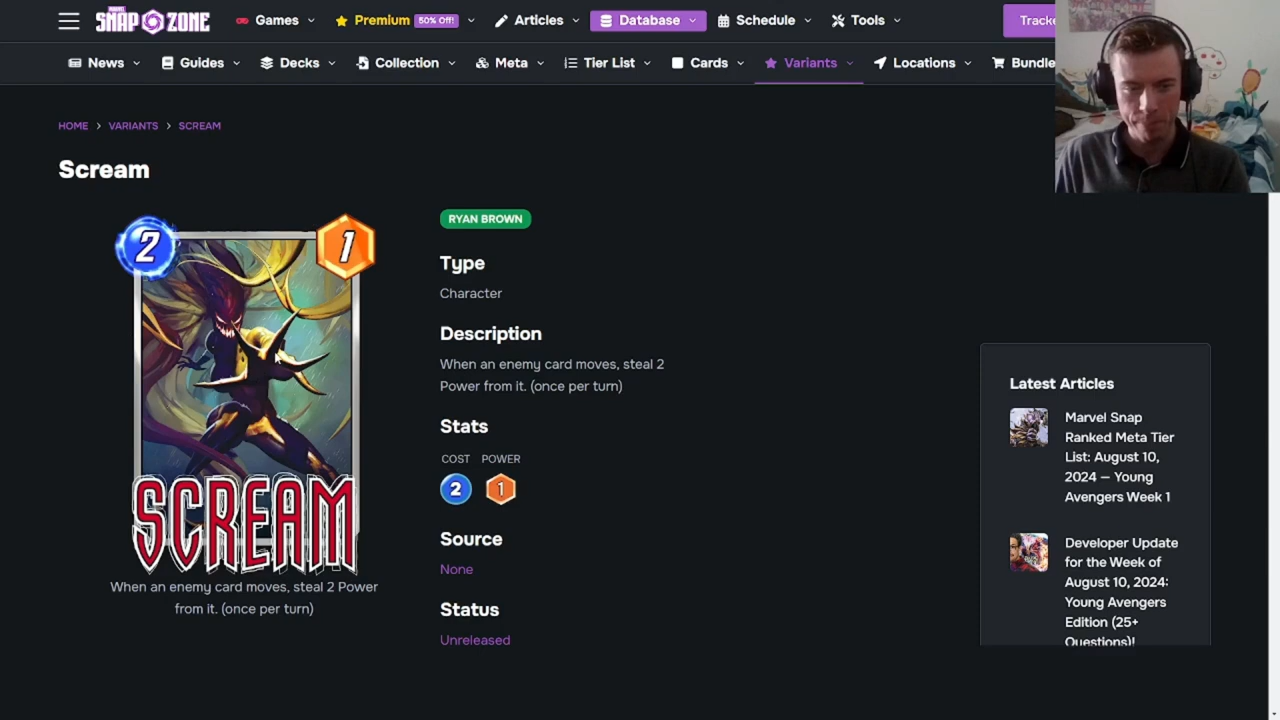 MARVEL
SNAP ZONE
Games
Premium
50% Off!
Articles
Database
Schedule
Tools
News
Guides
Decks
Collection
Meta
Tier List
Cards
Variants
Locations
HOME > VARIANTS > SCREAM
Scream
2
1
SCREAM
When an enemy card moves, steal 2 Power
from it. (once per turn)
RYAN BROWN
Type
Character
Description
When an enemy card moves, steal 2
Power from it. (once per turn)
Stats
COST POWER
2 1
Source
None
Status
Unreleased
Latest Articles
Marvel Snap
Ranked Meta Tier
List: August 10,
2024 — Young
Avengers Week 1
Developer Update
for the Week of
August 10, 2024:
Young Avengers
Edition (25+
Questions)!